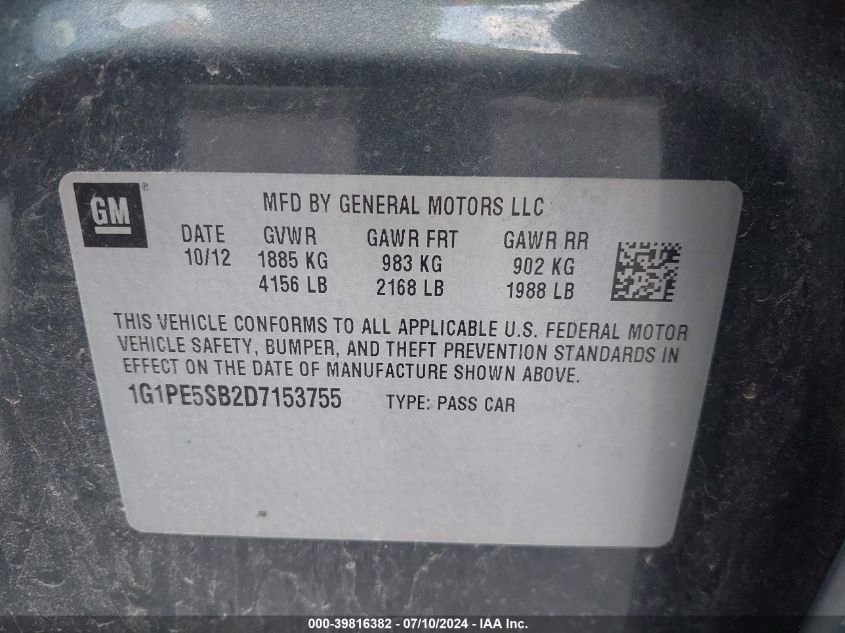 GM ®
MFD BY GENERAL MOTORS LLC
DATE GVWR GAWR FRT GAWR RR
10/12 1885 KG 983 KG 902 KG
4156 LB 2168 LB 1988 LB
THIS VEHICLE CONFORMS TO ALL APPLICABLE U.S. FEDERAL MOTOR
VEHICLE SAFETY, BUMPER, AND THEFT PREVENTION STANDARDS IN
EFFECT ON THE DATE OF MANUFACTURE SHOWN ABOVE.
1G1PE5SB2D7153755 TYPE: PASS CAR
000-39816382 - 07/10/2024 - IAA Inc.